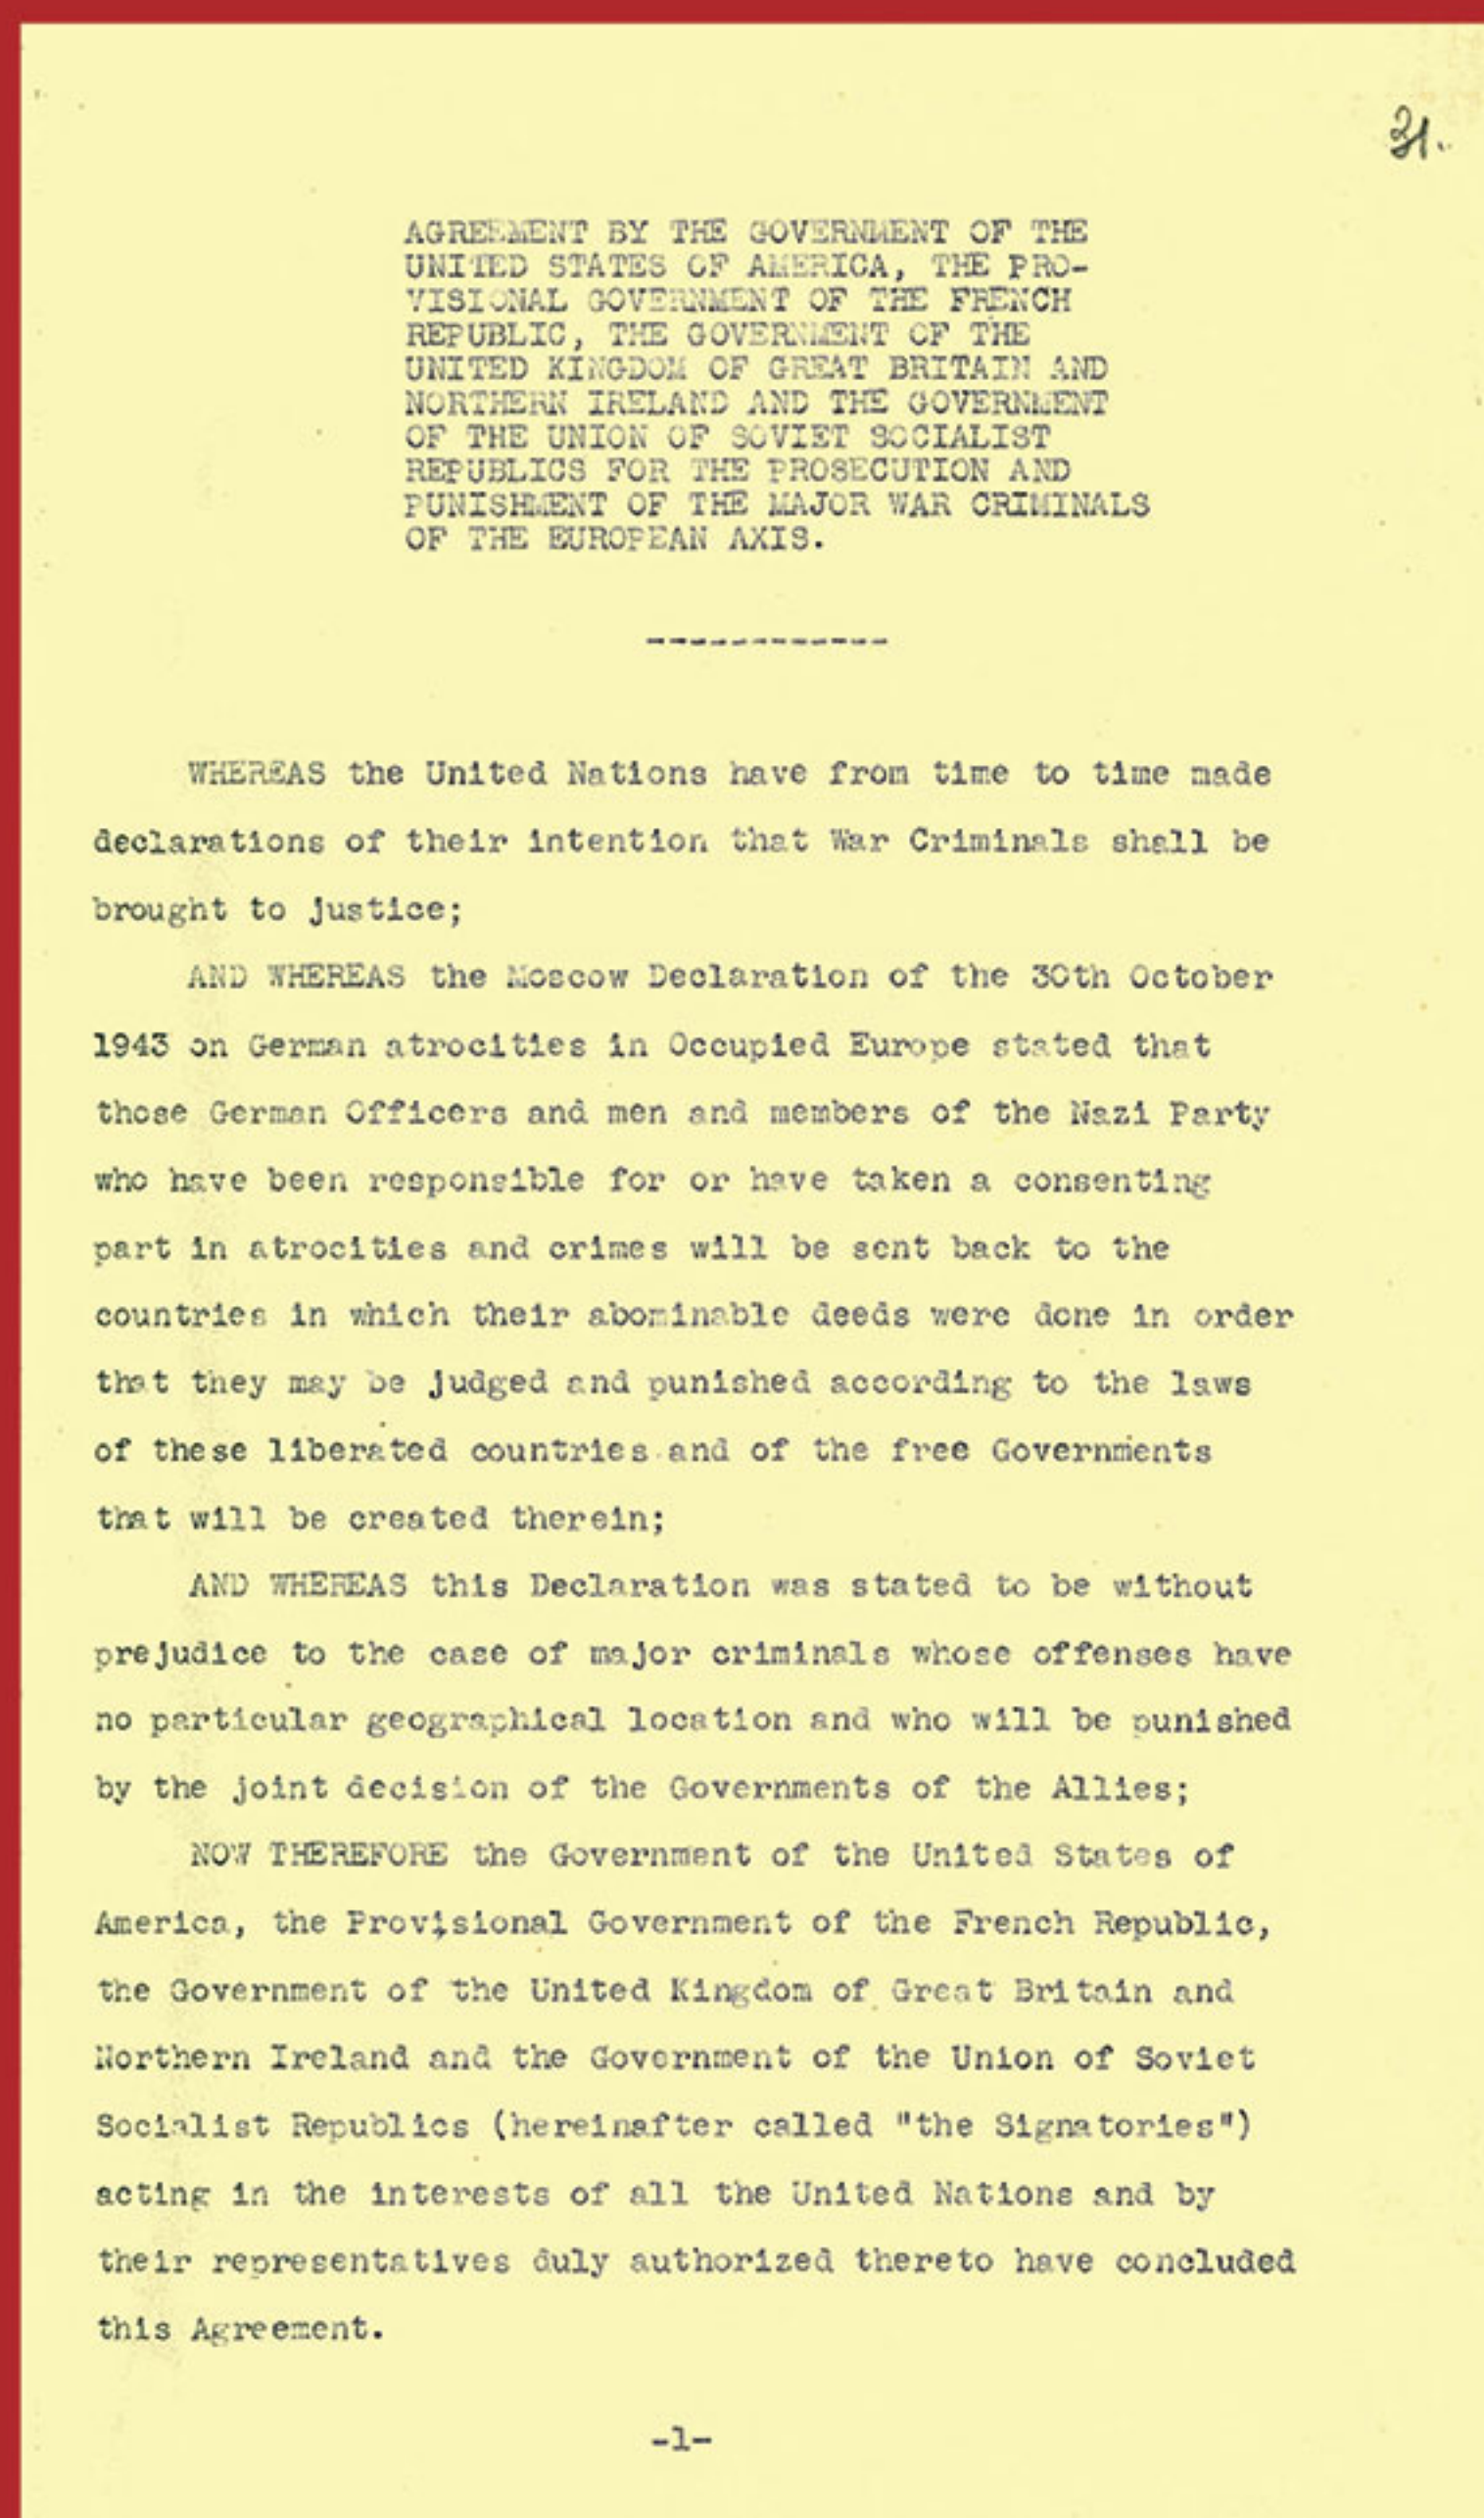 31.
AGREEMENT BY THE GOVERNMENT OF THE
UNITED STATES OF AMERICA, THE PRO-
VISIONAL GOVERNMENT OF THE FRENCH
REPUBLIC, THE GOVERNMENT OF THE
UNITED KINGDOM OF GREAT BRITAIN AND
NORTHERN IRELAND AND THE GOVERNMENT
OF THE UNION OF SOVIET SOCIALIST
REPUBLICS FOR THE PROSECUTION AND
PUNISHMENT OF THE MAJOR WAR CRIMINALS
OF THE EUROPEAN AXIS.
------------
WHEREAS the United Nations have from time to time made
declarations of their intention that War Criminals shall be
brought to justice;
AND WHEREAS the Moscow Declaration of the 30th October
1943 on German atrocities in Occupied Europe stated that
those German Officers and men and members of the Nazi Party
who have been responsible for or have taken a consenting
part in atrocities and crimes will be sent back to the
countries in which their abominable deeds were done in order
that they may be judged and punished according to the laws
of these liberated countries and of the free Governments
that will be created therein;
AND WHEREAS this Declaration was stated to be without
prejudice to the case of major criminals whose offenses have
no particular geographical location and who will be punished
by the joint decision of the Governments of the Allies;
NOW THEREFORE the Government of the United States of
America, the Provisional Government of the French Republic,
the Government of the United Kingdom of Great Britain and
Northern Ireland and the Government of the Union of Soviet
Socialist Republics (hereinafter called "the Signatories")
acting in the interests of all the United Nations and by
their representatives duly authorized thereto have concluded
this Agreement.
-1-